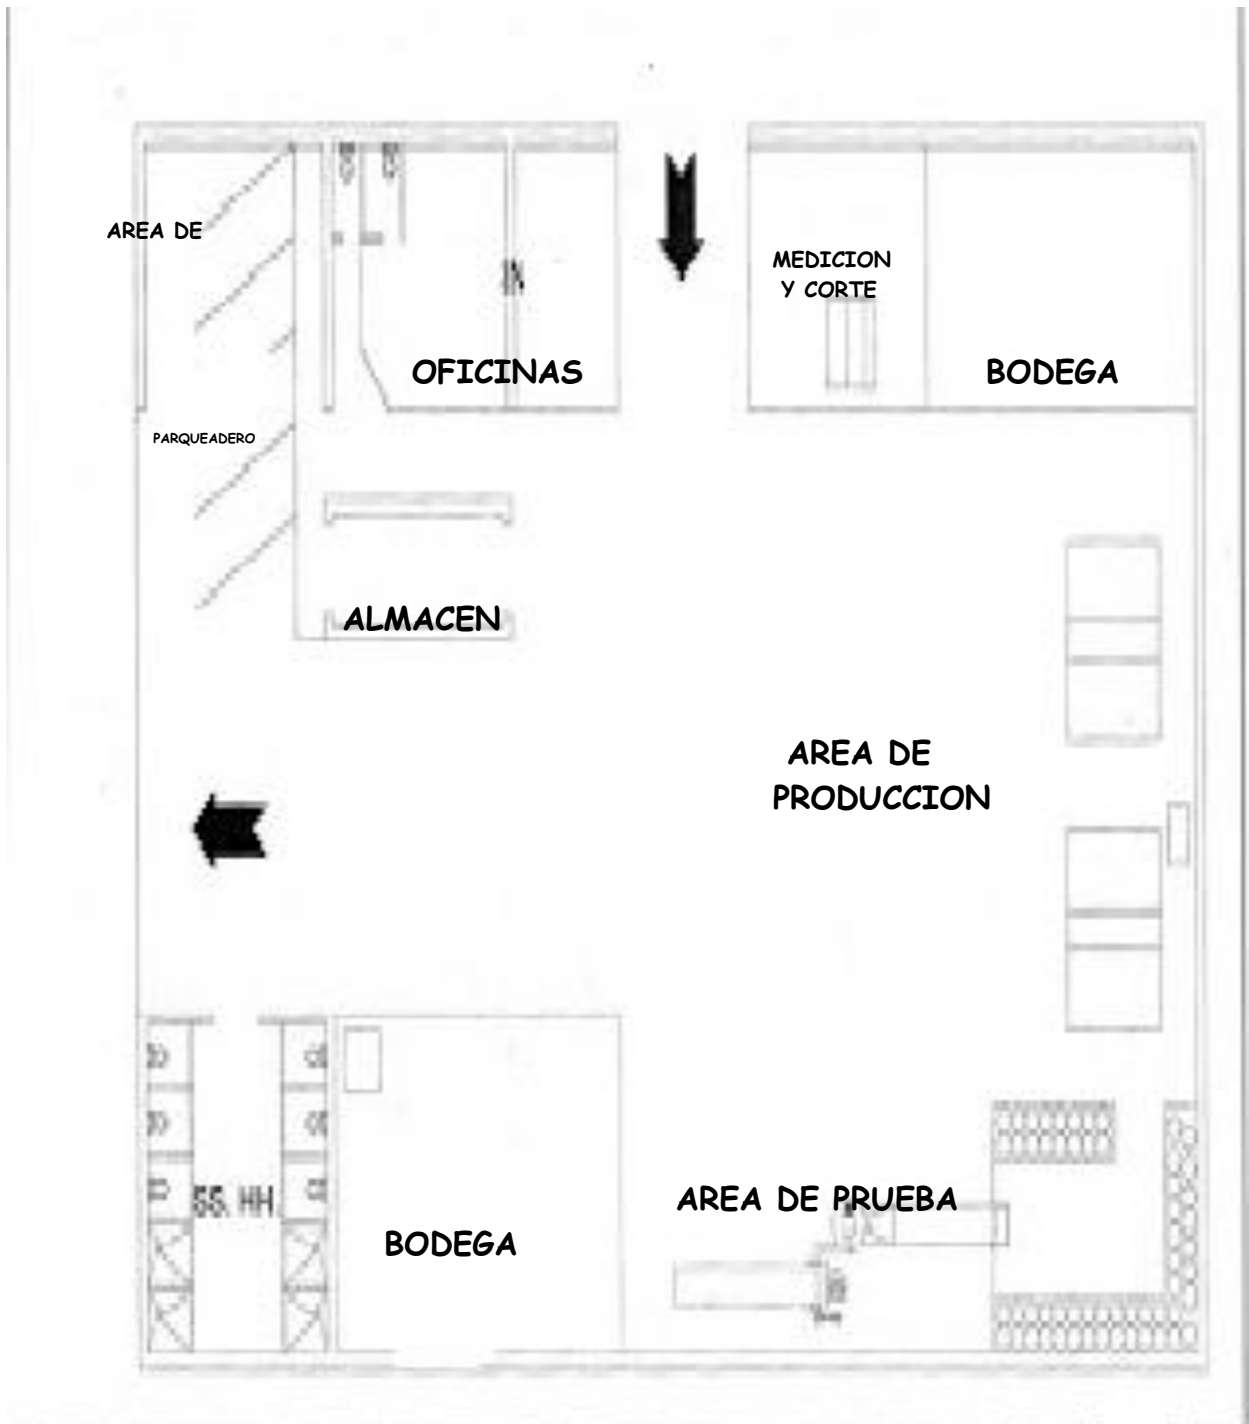 AREA DE
MEDICION
Y CORTE
OFICINAS
BODEGA
PARQUEADERO
ALMACEN
AREA DE
PRODUCCION
SS. HH.
AREA DE PRUEBA
BODEGA